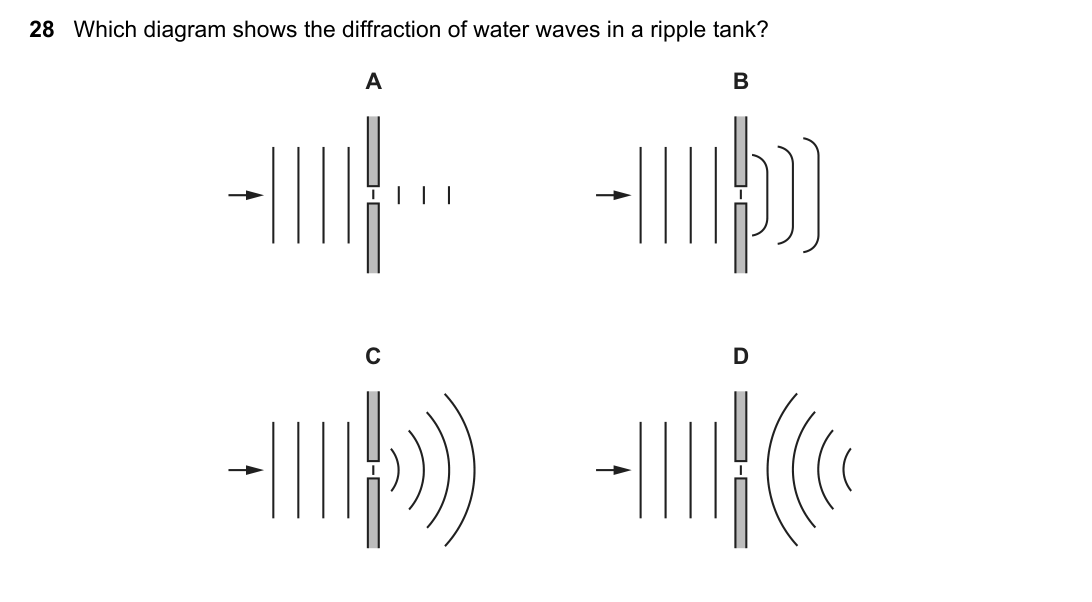 28 Which diagram shows the diffraction of water waves in a ripple tank?
A
B
C
D